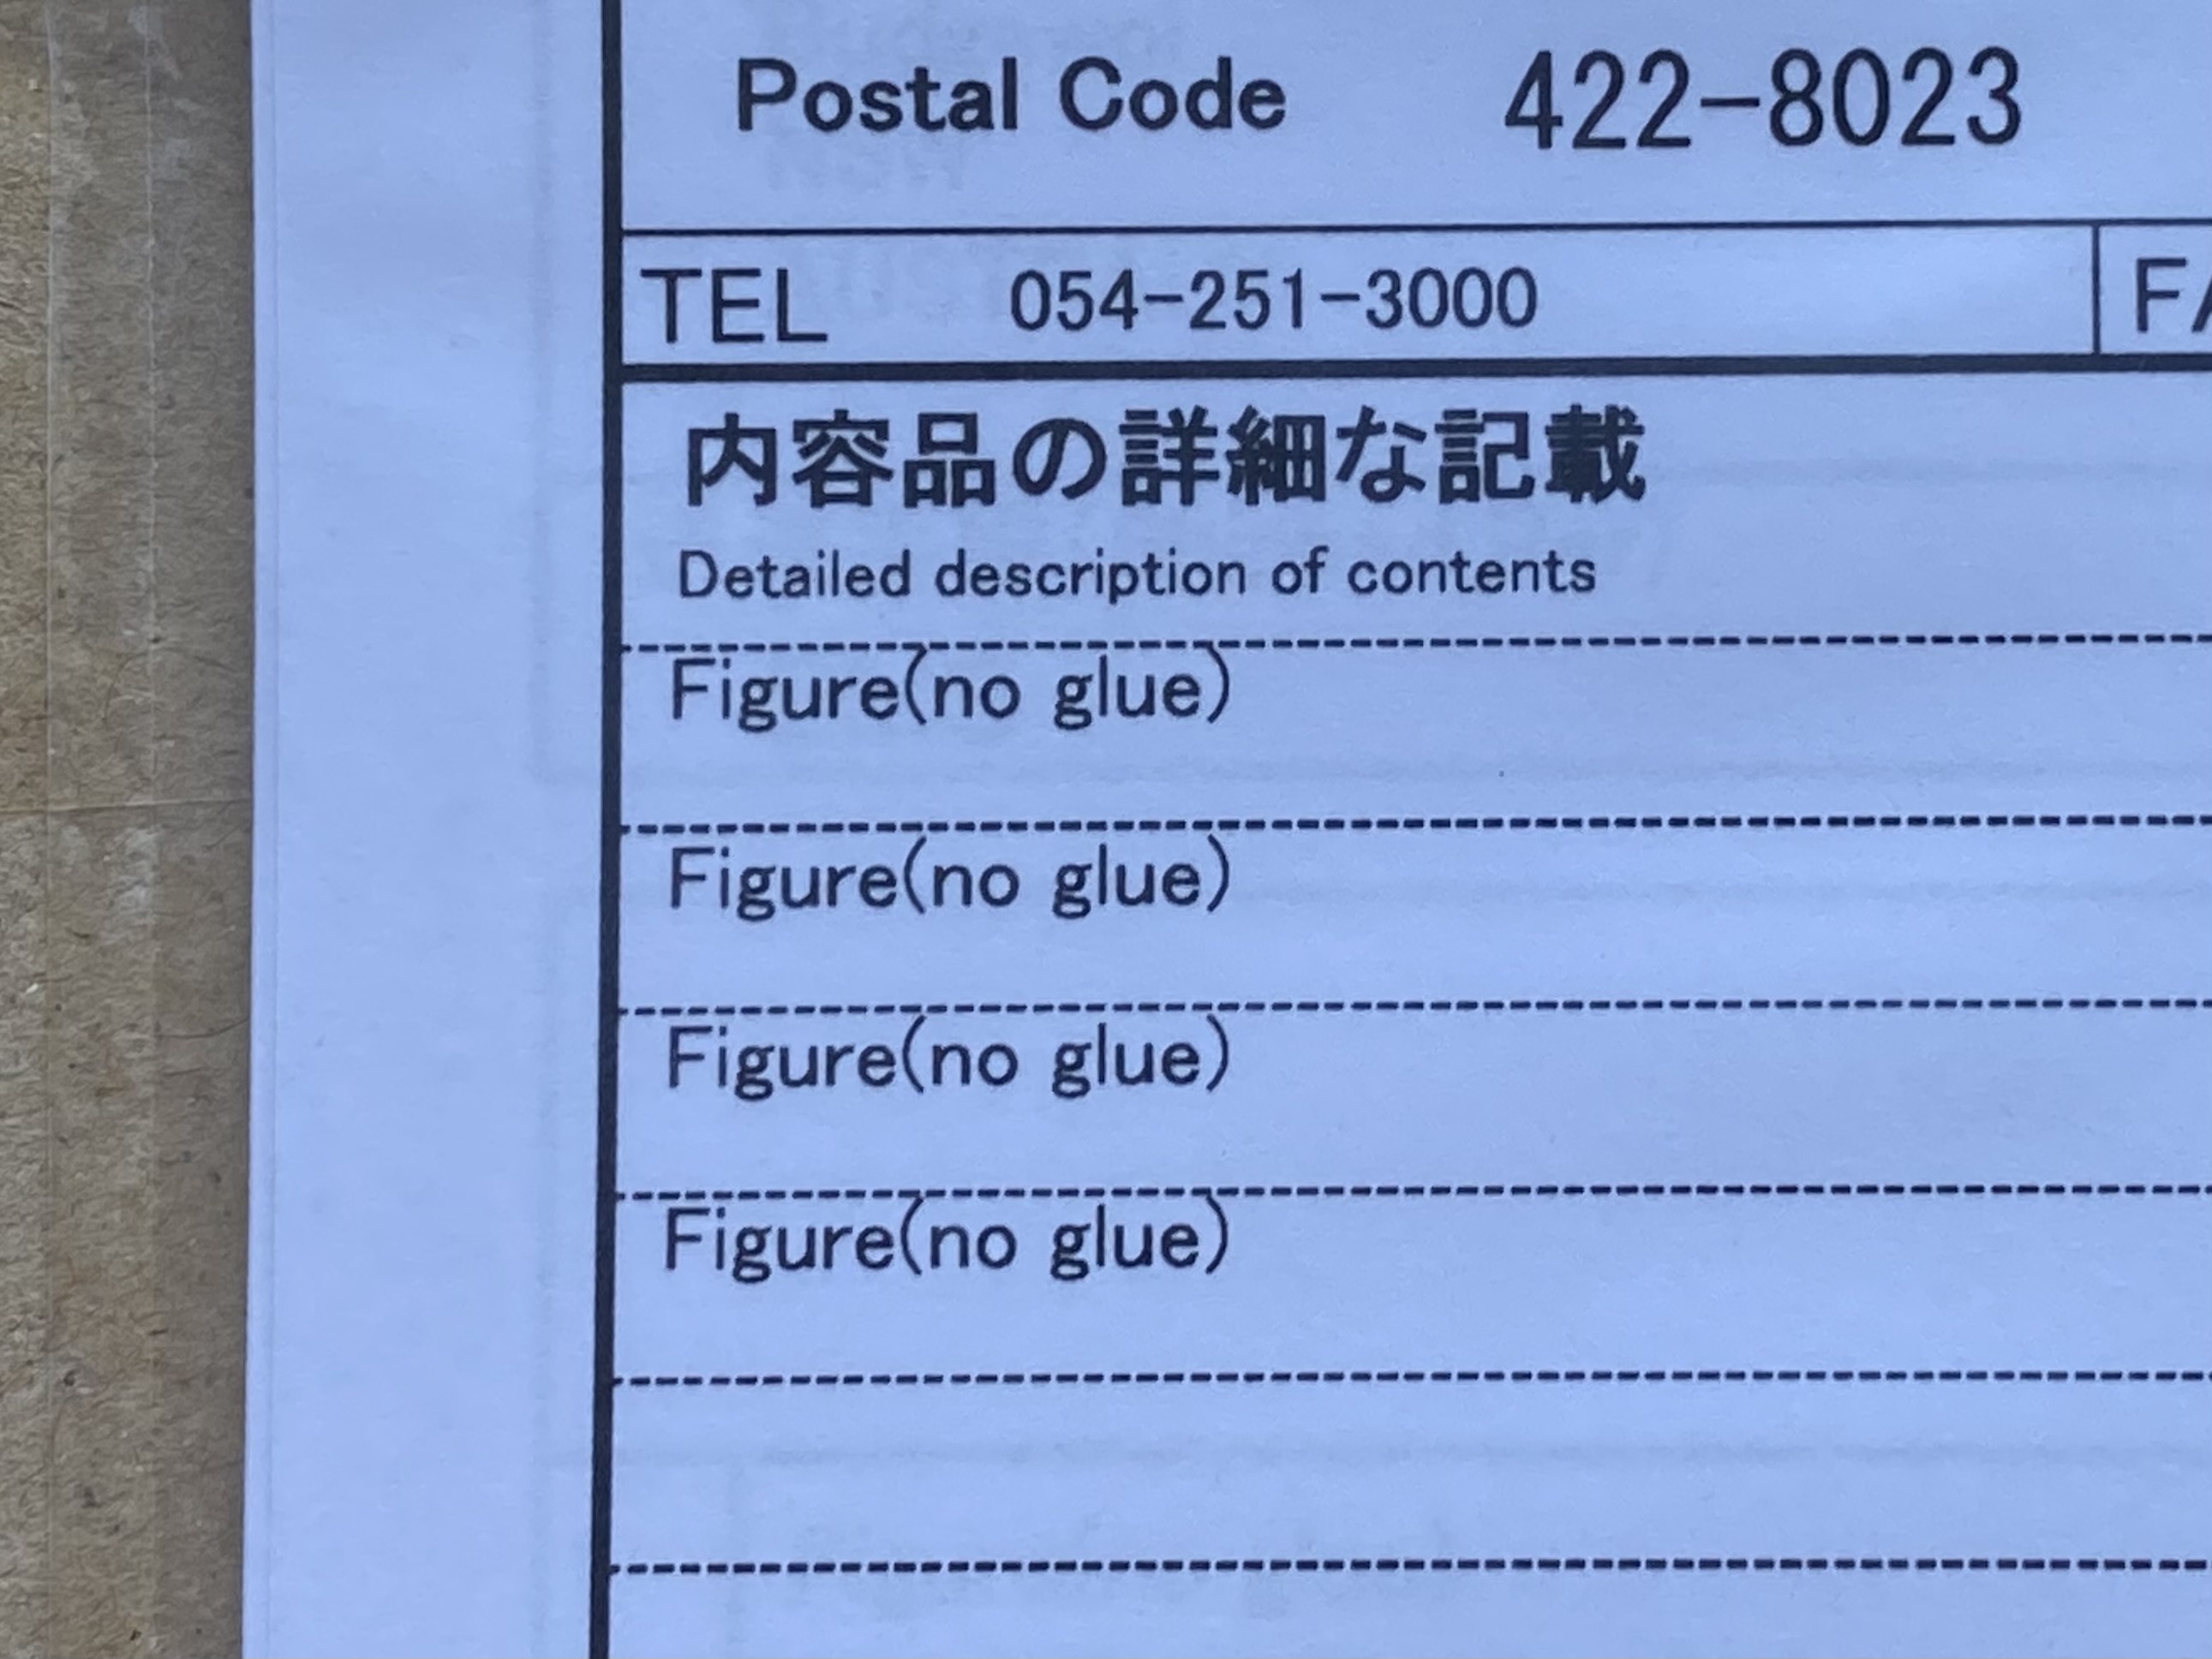 Postal Code 422-8023
TEL 054-251-3000
内容品の詳細な記載
Detailed description of contents
Figure(no glue)
Figure(no glue)
Figure(no glue)
Figure(no glue)